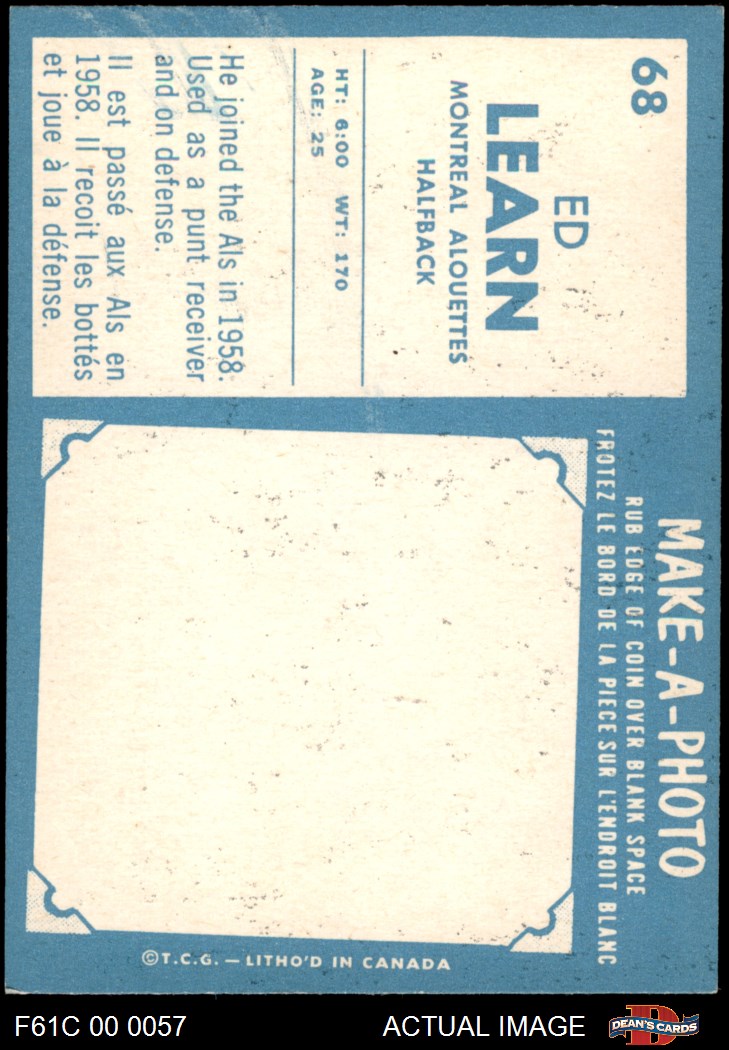 68
ED
LEARN
MONTREAL ALOUETTES
HALFBACK
HT: 6:00 WT: 170
AGE: 25
He joined the Als in 1958.
Used as a punt receiver
and on defense.
Il est passé aux Als en
1958. Il recoit les bottés
et joue à la défense.
MAKE-A-PHOTO
RUB EDGE OF COIN OVER BLANK SPACE
FROTEZ LE BORD DE LA PIECE SUR L'ENDROIT BLANC
©T.C.G. — LITHO'D IN CANADA
F61C 00 0057
ACTUAL IMAGE
D
DEAN'S CARDS